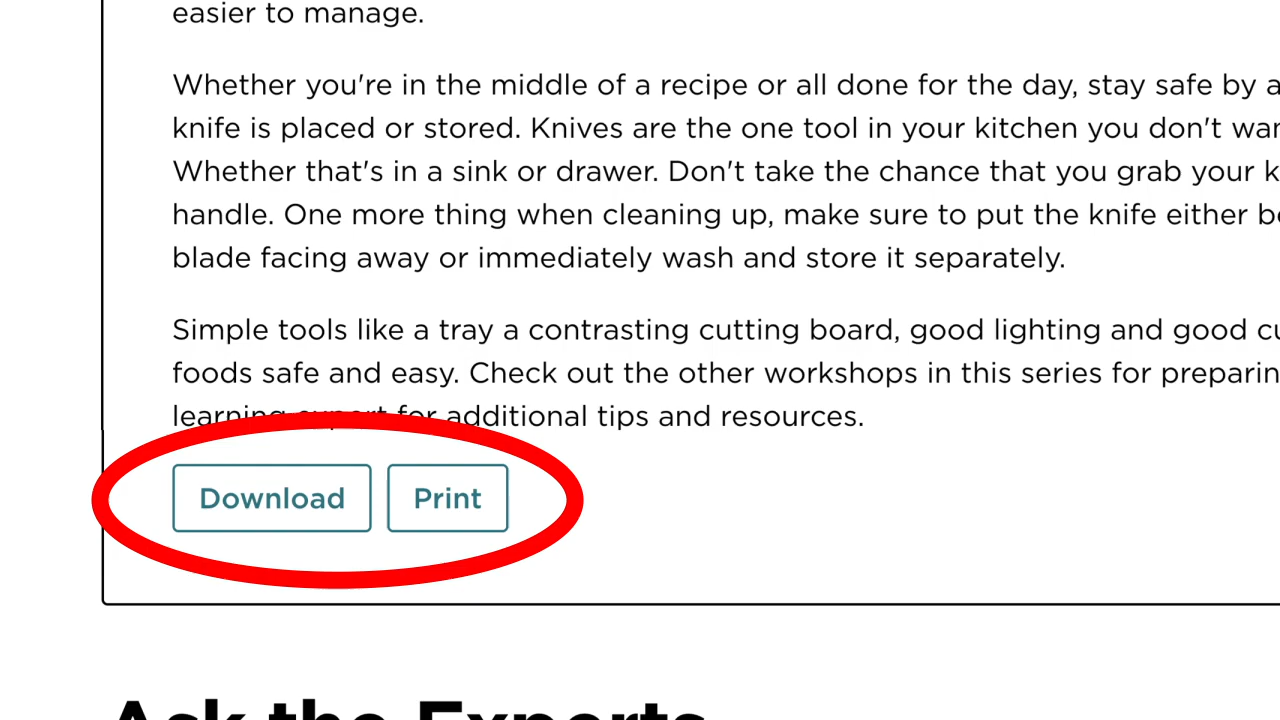 easier to manage.
Whether you're in the middle of a recipe or all done for the day, stay safe by a
knife is placed or stored. Knives are the one tool in your kitchen you don't
Whether that's in a sink or drawer. Don't take the chance that you grab your
handle. One more thing when cleaning up, make sure to put the knife either
blade facing away or immediately wash and store it separately.
Simple tools like a tray a contrasting cutting board, good lighting and good
foods safe and easy. Check out the other workshops in this series for
learning expert for additional tips and resources.
Download Print
Ask the Experts